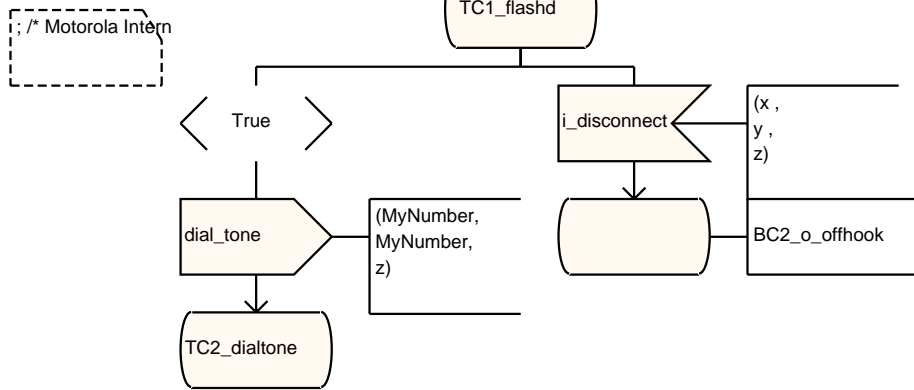 ; /* Motorola Intern
TC1_flashd
True
i_disconnect
(x ,
y ,
z)
dial_tone
(MyNumber,
MyNumber,
z)
BC2_o_offhook
TC2_dialtone